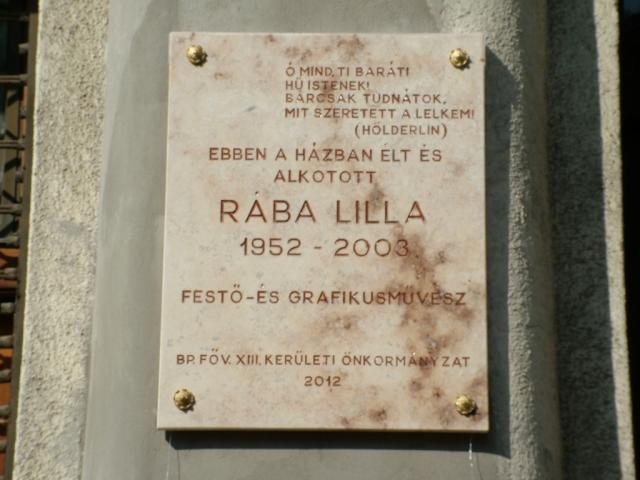 Ó MIND, TI BARÁTI
HŰ ISTENEK!
BÁRCSAK TUDNÁTOK,
MIT SZERETETT A LELKEM!
(HÖLDERLIN)
EBBEN A HÁZBAN ÉLT ÉS
ALKOTOTT
RÁBA LILLA
1952 - 2003
FESTŐ-ÉS GRAFIKUSMŰVÉSZ
BP. FŐV. XIII. KERÜLETI ÖNKORMÁNYZAT
2012